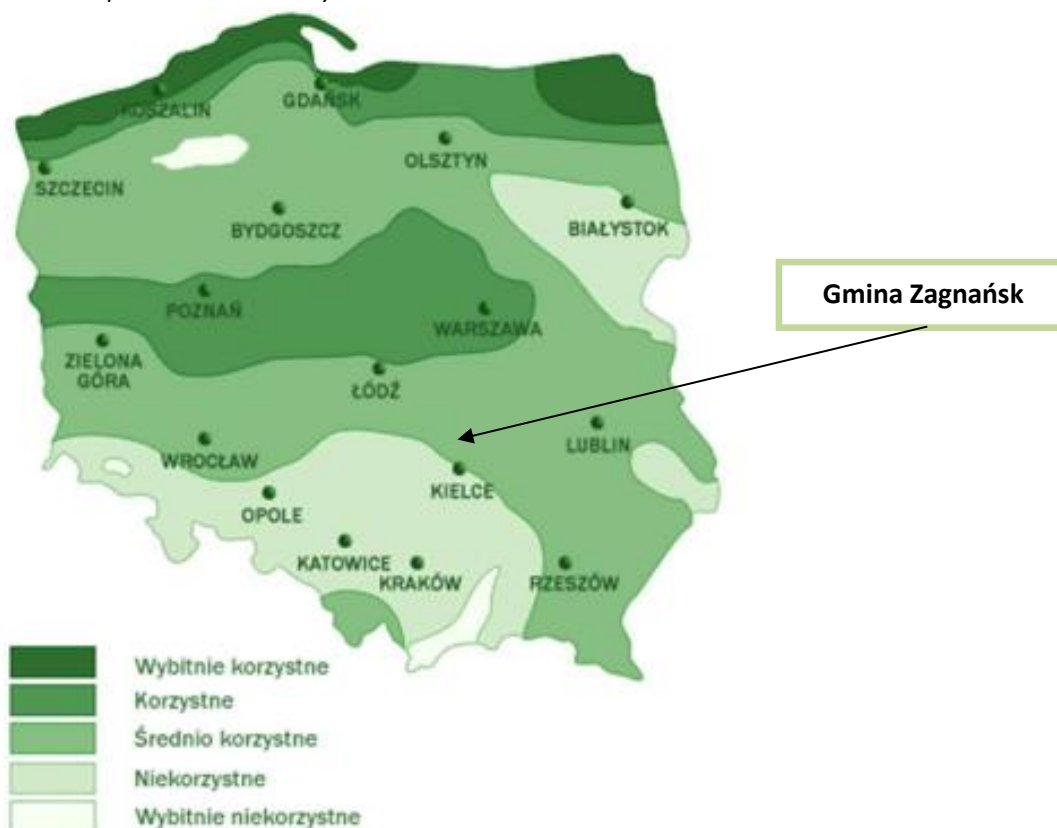 KOSZALIN
GDAŃSK
OLSZTYN
SZCZECIN
BYDGOSZCZ
BIAŁYSTOK
Gmina Zagnańsk
POZNAŃ
WARSZAWA
ZIELONA
GÓRA
ŁÓDŹ
LUBLIN
WROCŁAW
KIELCE
OPOLE
KATOWICE
KRAKÓW
RZESZÓW
Wybitnie korzystne
Korzystne
Średnio korzystne
Niekorzystne
Wybitnie niekorzystne